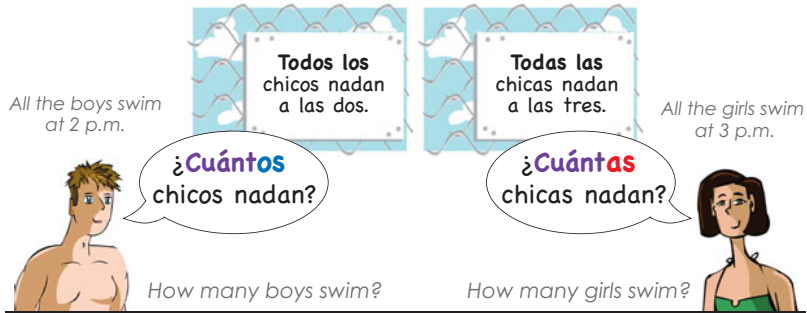 Todos los
chicos nadan
a las dos.
Todas las
chicas nadan
a las tres.
All the boys swim
at 2 p.m.
All the girls swim
at 3 p.m.
¿Cuántos
chicos nadan?
¿Cuántas
chicas nadan?
How many boys swim?
How many girls swim?